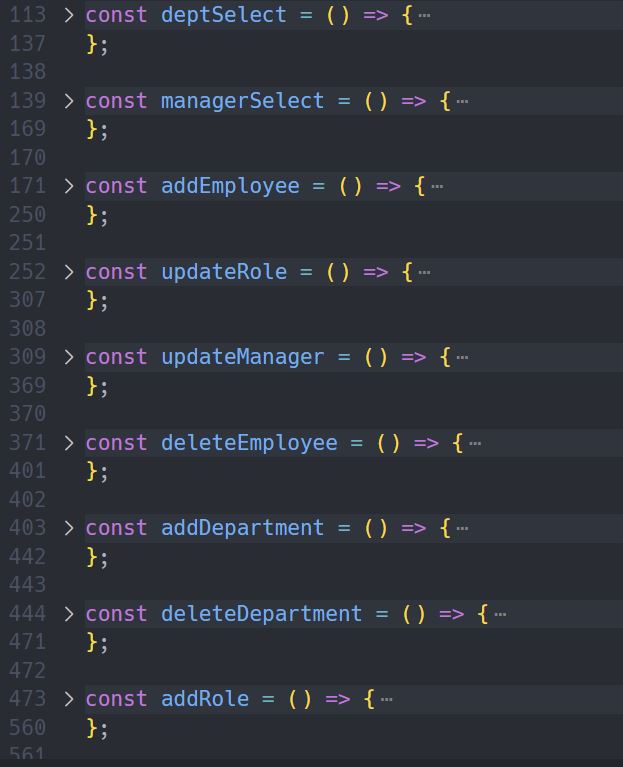 113 > const deptSelect = () => { ⋯
137 };
138
139 > const managerSelect = () => { ⋯
169 };
170
171 > const addEmployee = () => { ⋯
250 };
251
252 > const updateRole = () => { ⋯
307 };
308
309 > const updateManager = () => { ⋯
369 };
370
371 > const deleteEmployee = () => { ⋯
401 };
402
403 > const addDepartment = () => { ⋯
442 };
443
444 > const deleteDepartment = () => { ⋯
471 };
472
473 > const addRole = () => { ⋯
560 };
561